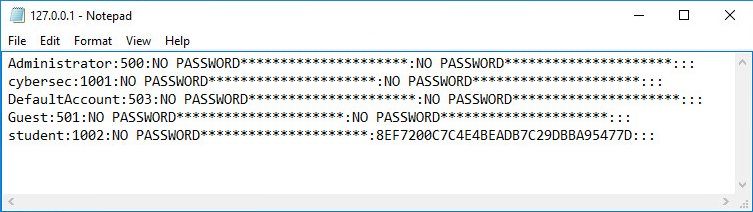 127.0.0.1 - Notepad
File Edit Format View Help
Administrator:500:NO PASSWORD*********************:NO PASSWORD*********************:::
cybersec:1001:NO PASSWORD*********************:NO PASSWORD*********************:::
DefaultAccount:503:NO PASSWORD*********************:NO PASSWORD*********************:::
Guest:501:NO PASSWORD*********************:NO PASSWORD*********************:::
student:1002:NO PASSWORD*********************:8EF7200C7C4E4BEADB7C29DBBA95477D:::